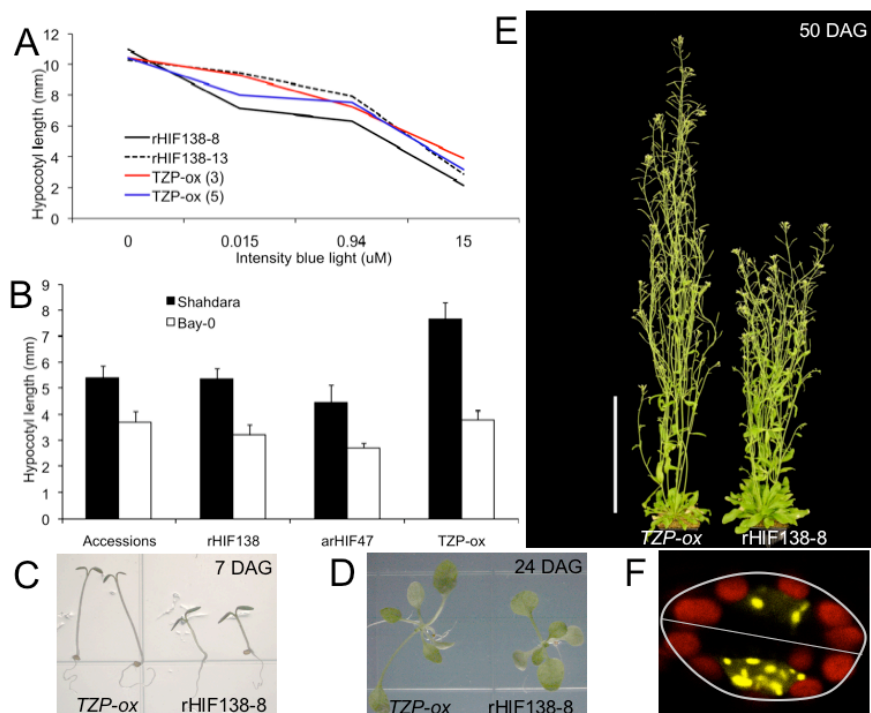 A
Hypocotyl length (mm)
12
10
8
6
4
2
0
rHIF138-8
rHIF138-13
TZP-ox (3)
TZP-ox (5)
0 0.015 0.94 15
Intensity blue light (uM)
B
Hypocotyl length (mm)
9
8
7
6
5
4
3
2
1
0
Shahdara
Bay-0
Accessions rHIF138 arHIF47 TZP-ox
C
7 DAG
TZP-ox rHIF138-8
D
24 DAG
TZP-ox rHIF138-8
E
50 DAG
TZP-ox rHIF138-8
F